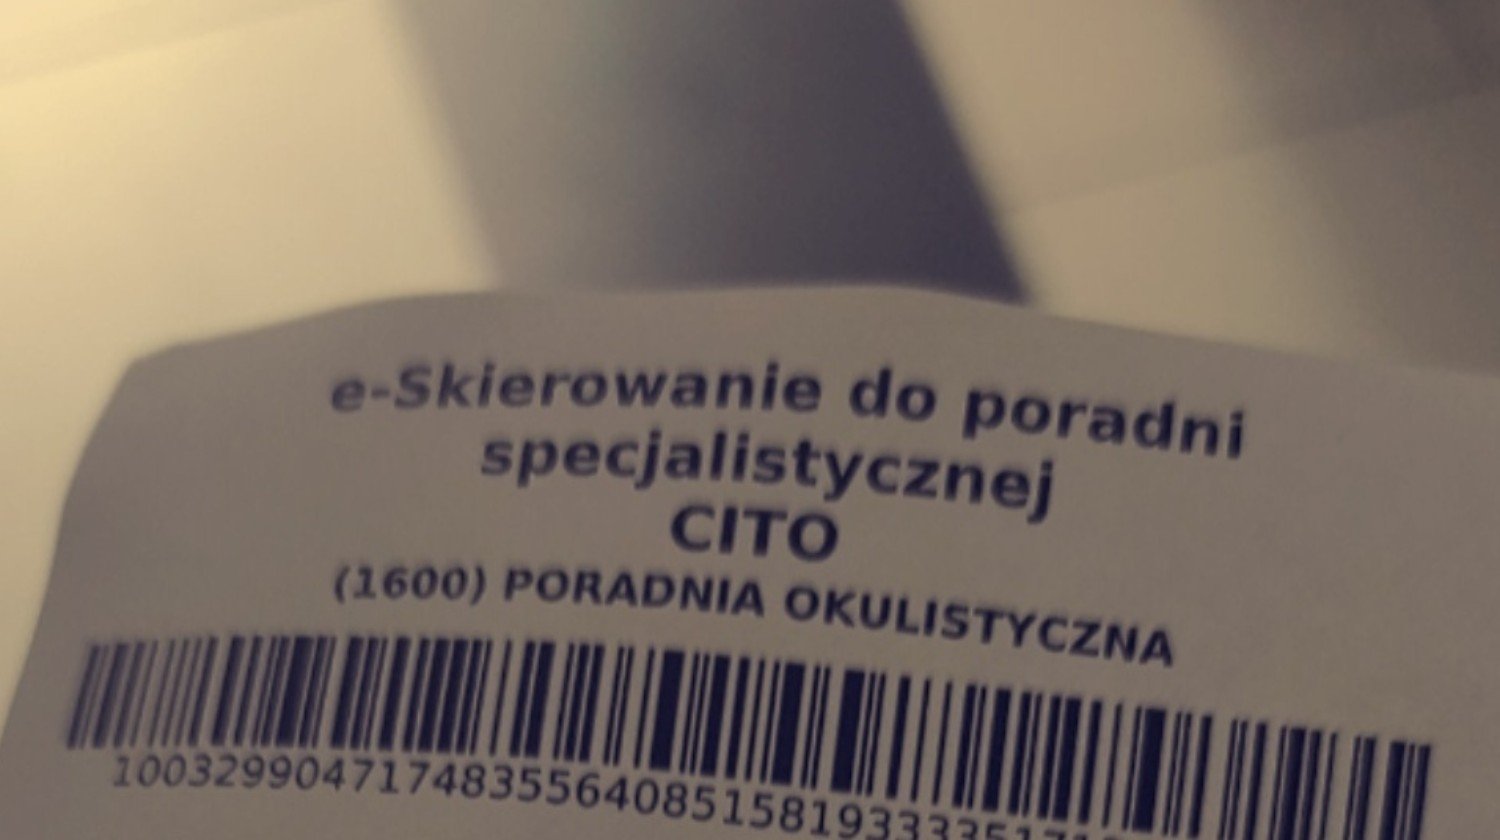 e-Skierowanie do poradni
specjalistycznej
CITO
(1600) PORADNIA OKULISTYCZNA